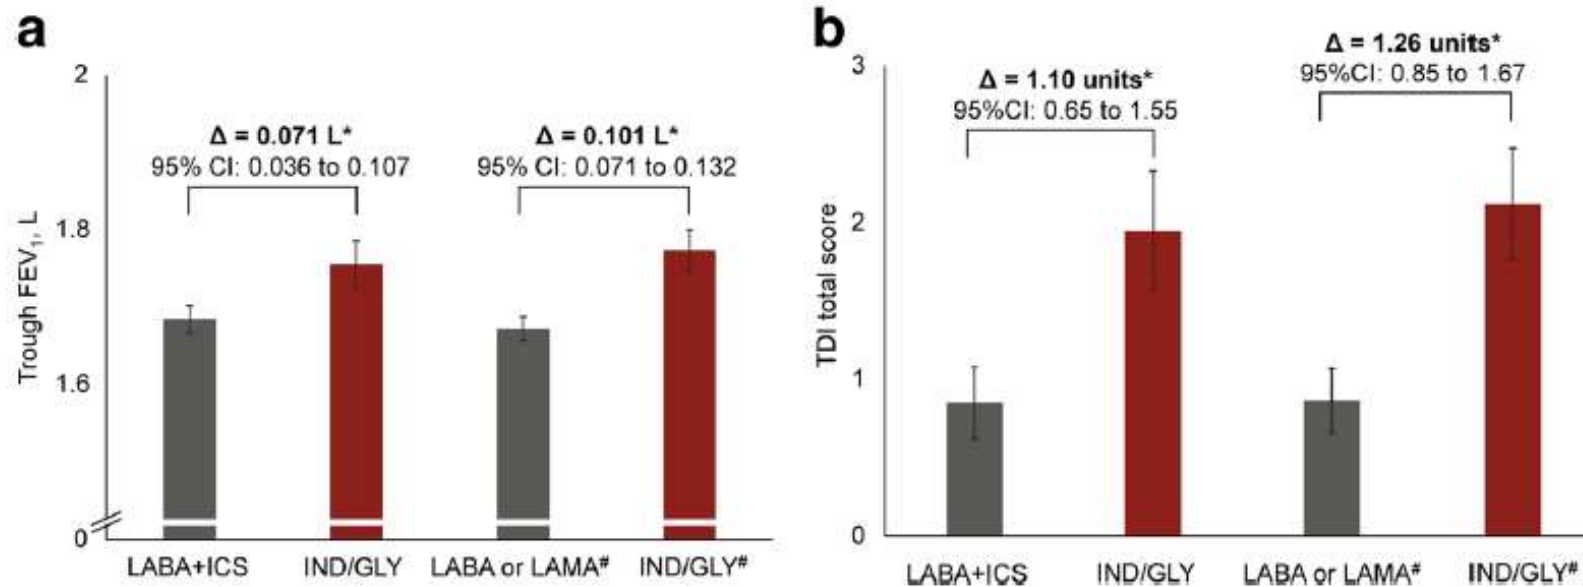 a
2
1.8
1.6
0
Trough FEV₁, L
Δ = 0.071 L*
95% CI: 0.036 to 0.107
Δ = 0.101 L*
95% CI: 0.071 to 0.132
LABA+ICS
IND/GLY
LABA or LAMA#
IND/GLY#
b
3
2
1
0
TDI total score
Δ = 1.10 units*
95%CI: 0.65 to 1.55
Δ = 1.26 units*
95%CI: 0.85 to 1.67
LABA+ICS
IND/GLY
LABA or LAMA#
IND/GLY#